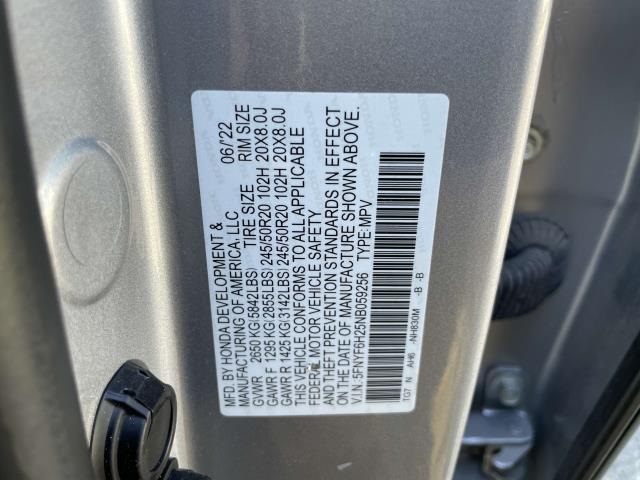 MFD. BY HONDA DEVELOPMENT &
MANUFACTURING OF AMERICA, LLC 06/'22
GVWR 2650 KG(5842LBS) TIRE SIZE RIM SIZE
GAWR F 1295 KG(2855LBS) 245/50R20 102H 20X8.0J
GAWR R 1425 KG(3142LBS) 245/50R20 102H 20X8.0J
THIS VEHICLE CONFORMS TO ALL APPLICABLE
FEDERAL MOTOR VEHICLE SAFETY
AND THEFT PREVENTION STANDARDS IN EFFECT
ON THE DATE OF MANUFACTURE SHOWN ABOVE.
V.I.N. 5FNYF6H25NB059256 TYPE:MPV
TG7 N AH6 -NH830M -B -B